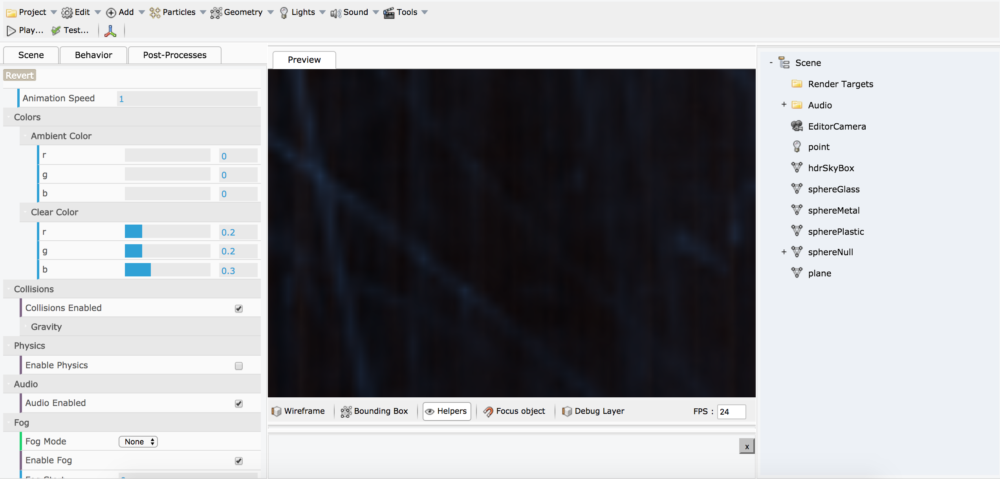 Project Edit Add Particles Geometry Lights Sound Tools
Play... Test...
Scene Behavior Post-Processes
Revert
Animation Speed 1
Colors
Ambient Color
r 0
g 0
b 0
Clear Color
r 0.2
g 0.2
b 0.3
Collisions
Collisions Enabled
Gravity
Physics
Enable Physics
Audio
Audio Enabled
Fog
Fog Mode None
Enable Fog
Fog Start
Preview
Wireframe Bounding Box Helpers Focus object Debug Layer FPS : 24
x
- Scene
Render Targets
+ Audio
EditorCamera
point
hdrSkyBox
sphereGlass
sphereMetal
spherePlastic
+ sphereNull
plane